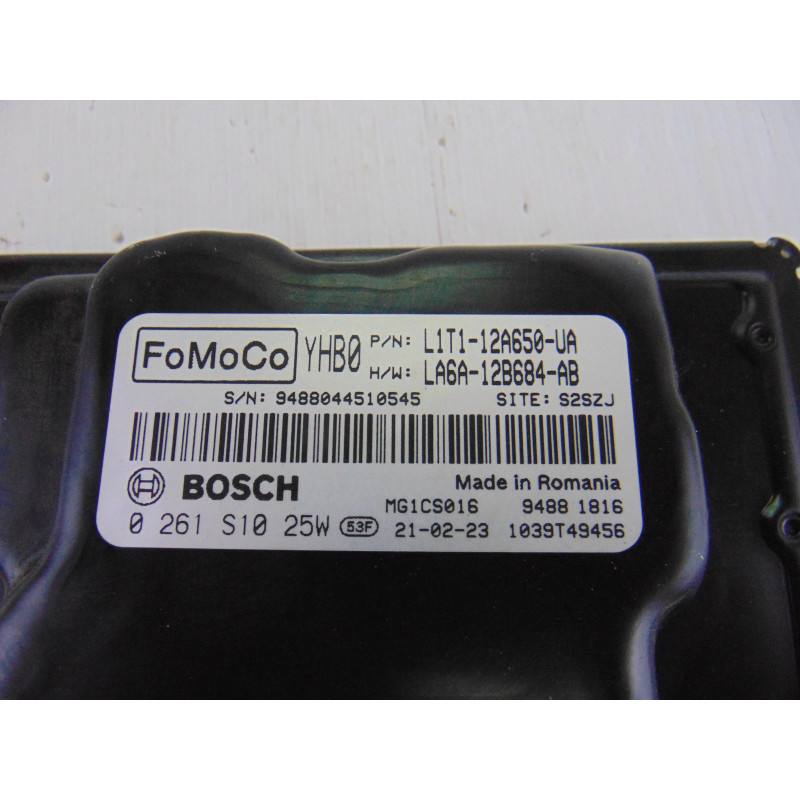 FoMoCo YHB0 P/N: L1T1-12A650-UA
H/W: LA6A-12B684-AB
S/N: 9488044510545 SITE: S2SZJ
BOSCH Made in Romania
MG1CS016 9488 1816
0 261 S10 25W 53F 21-02-23 1039T49456